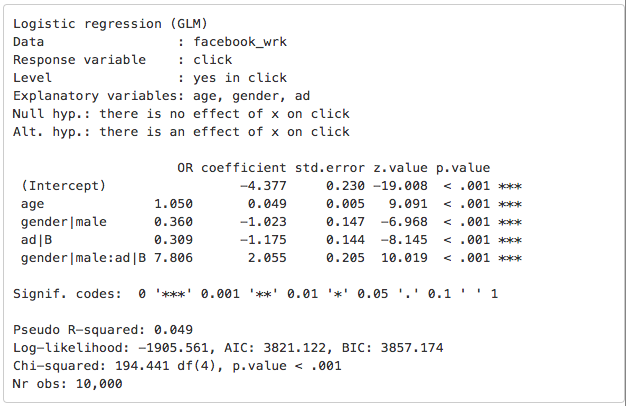 Logistic regression (GLM)
Data                 : facebook_wrk
Response variable    : click
Level                : yes in click
Explanatory variables: age, gender, ad
Null hyp.: there is no effect of x on click
Alt. hyp.: there is an effect of x on click
                     OR coefficient std.error z.value p.value
 (Intercept)                 -4.377     0.230 -19.008  < .001 ***
 age              1.050       0.049     0.005   9.091  < .001 ***
 gender|male      0.360      -1.023     0.147  -6.968  < .001 ***
 ad|B             0.309      -1.175     0.144  -8.145  < .001 ***
 gender|male:ad|B 7.806       2.055     0.205  10.019  < .001 ***
Signif. codes:  0 '***' 0.001 '**' 0.01 '*' 0.05 '.' 0.1 ' ' 1
Pseudo R-squared: 0.049
Log-likelihood: -1905.561, AIC: 3821.122, BIC: 3857.174
Chi-squared: 194.441 df(4), p.value < .001
Nr obs: 10,000